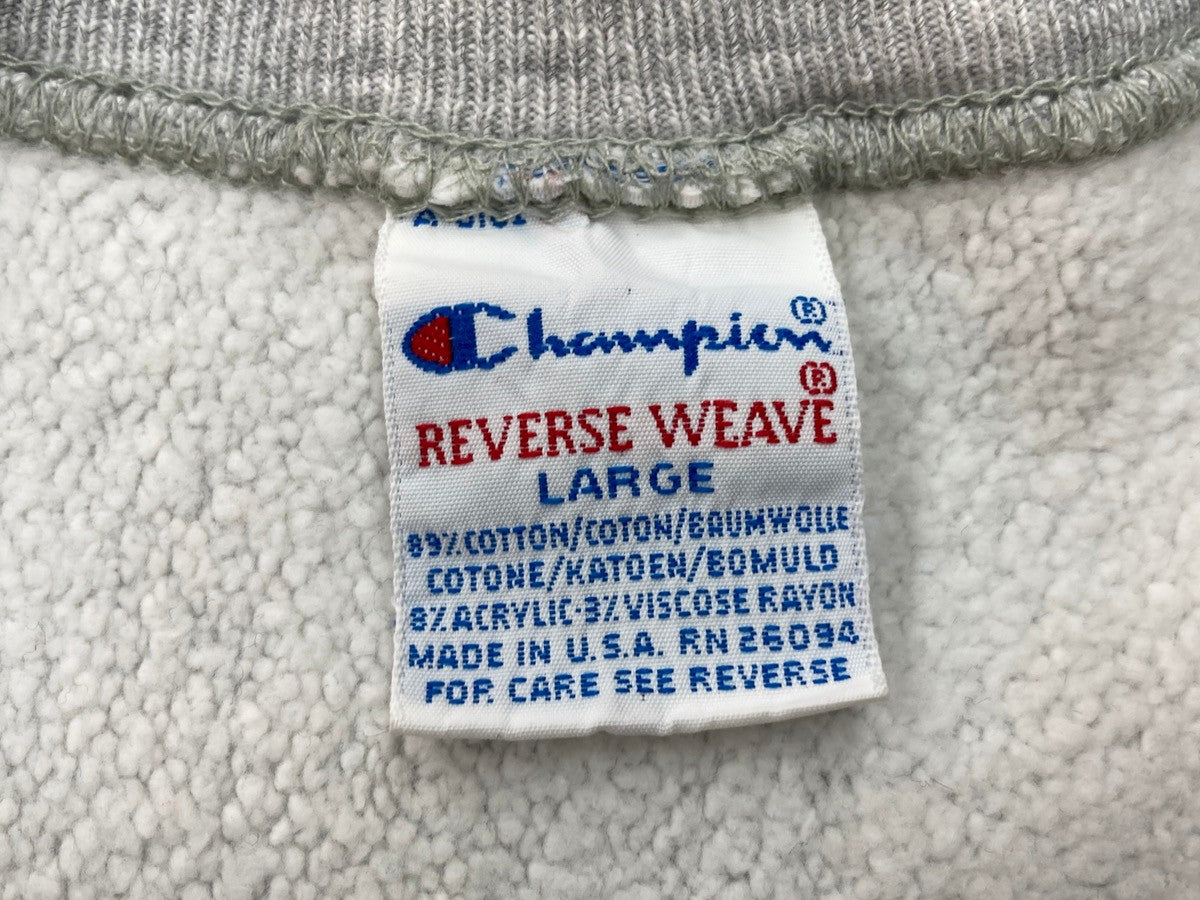 Champion®
REVERSE WEAVE®
LARGE
89% COTTON/COTON/BAUMWOLLE
COTONE/KATOEN/BOMULD
8% ACRYLIC-3% VISCOSE RAYON
MADE IN U.S.A. RN 26094
FOR CARE SEE REVERSE